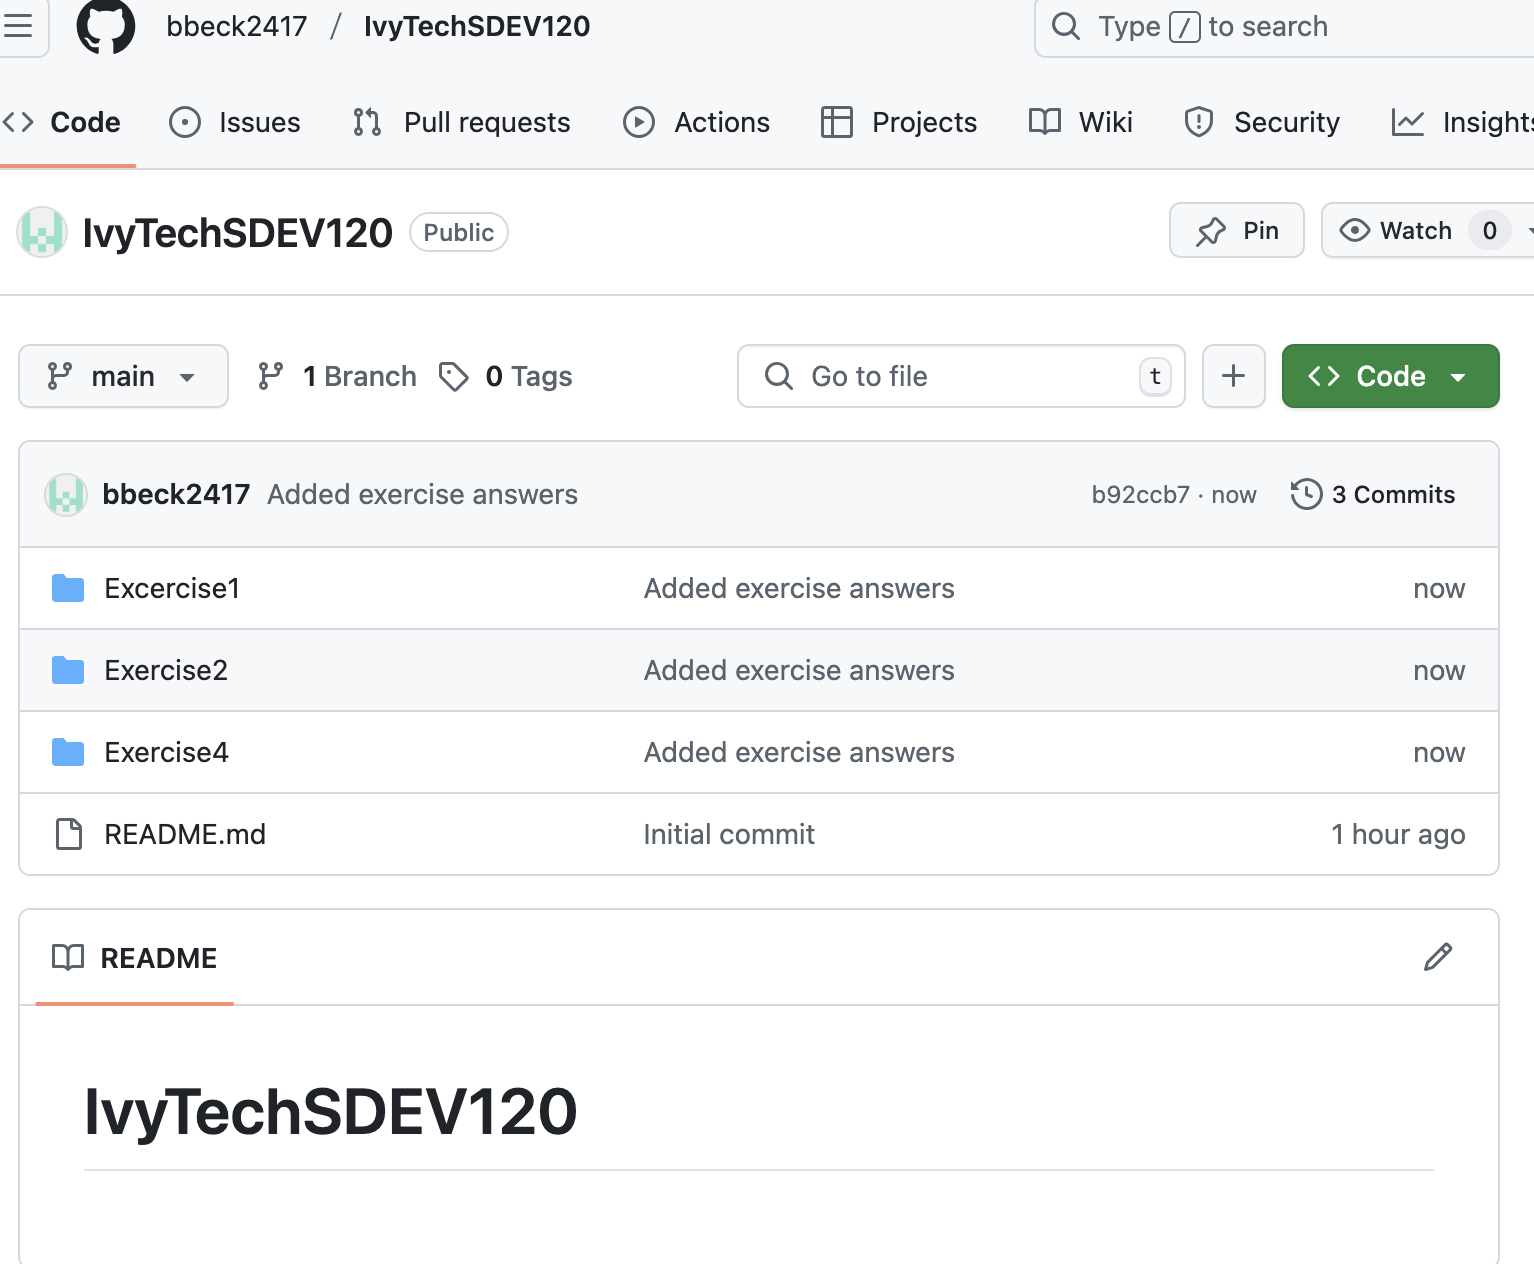 bbeck2417 / IvyTechSDEV120 Type / to search
Code Issues Pull requests Actions Projects Wiki Security Insights
IvyTechSDEV120 Public Pin Watch 0
main 1 Branch 0 Tags Go to file t + Code
bbeck2417 Added exercise answers b92ccb7 · now 3 Commits
Excercise1 Added exercise answers now
Exercise2 Added exercise answers now
Exercise4 Added exercise answers now
README.md Initial commit 1 hour ago
README
IvyTechSDEV120